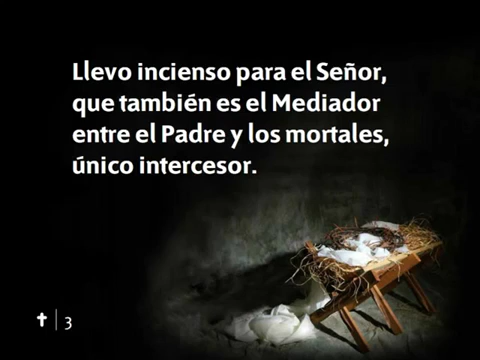 Llevo incienso para el Señor,
que también es el Mediador
entre el Padre y los mortales,
único intercesor.
3